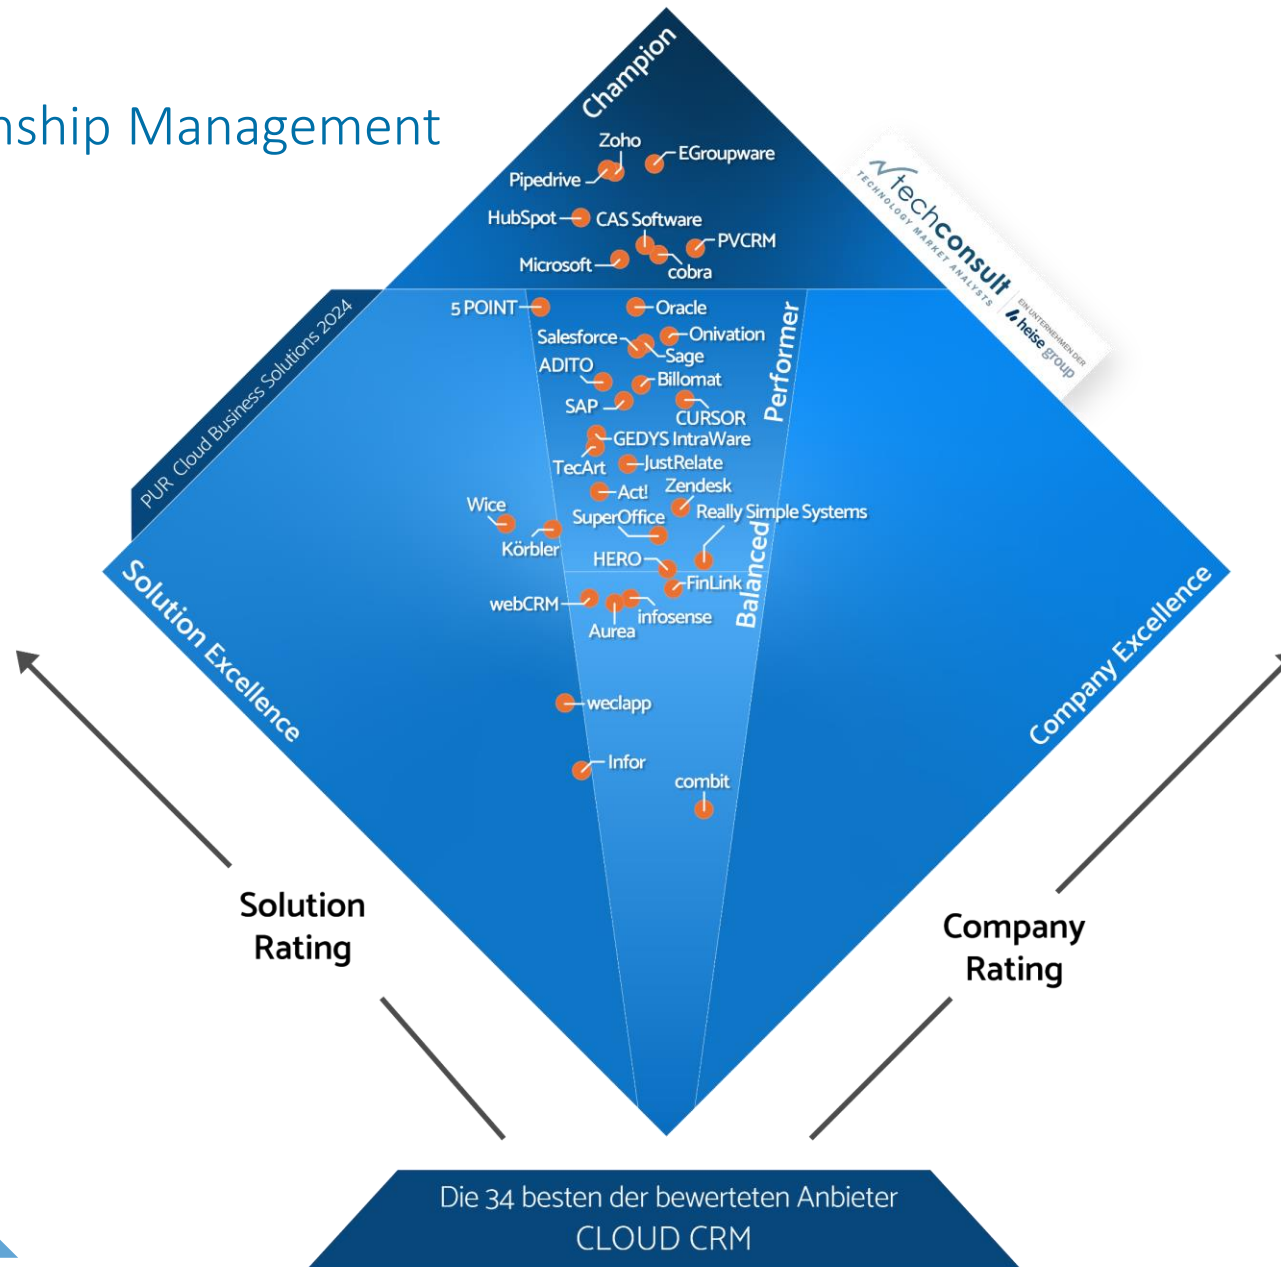 nship Management
Champion
Zoho
EGroupware
Pipedrive
HubSpot
CAS Software
PVCRM
Microsoft
cobra
techconsult
TECHNOLOGY MARKET ANALYSTS
EIN UNTERNEHMEN DER
heise group
PUR Cloud Business Solutions 2024
5 POINT
Oracle
Performer
Salesforce
Onivation
Sage
ADITO
Billomat
SAP
CURSOR
GEDYS IntraWare
TecArt
JustRelate
Act!
Zendesk
Wice
SuperOffice
Really Simple Systems
Körbler
HERO
Balanced
FinLink
webCRM
infosense
Aurea
Solution Excellence
Company Excellence
weclapp
Infor
combit
Solution
Rating
Company
Rating
Die 34 besten der bewerteten Anbieter
CLOUD CRM